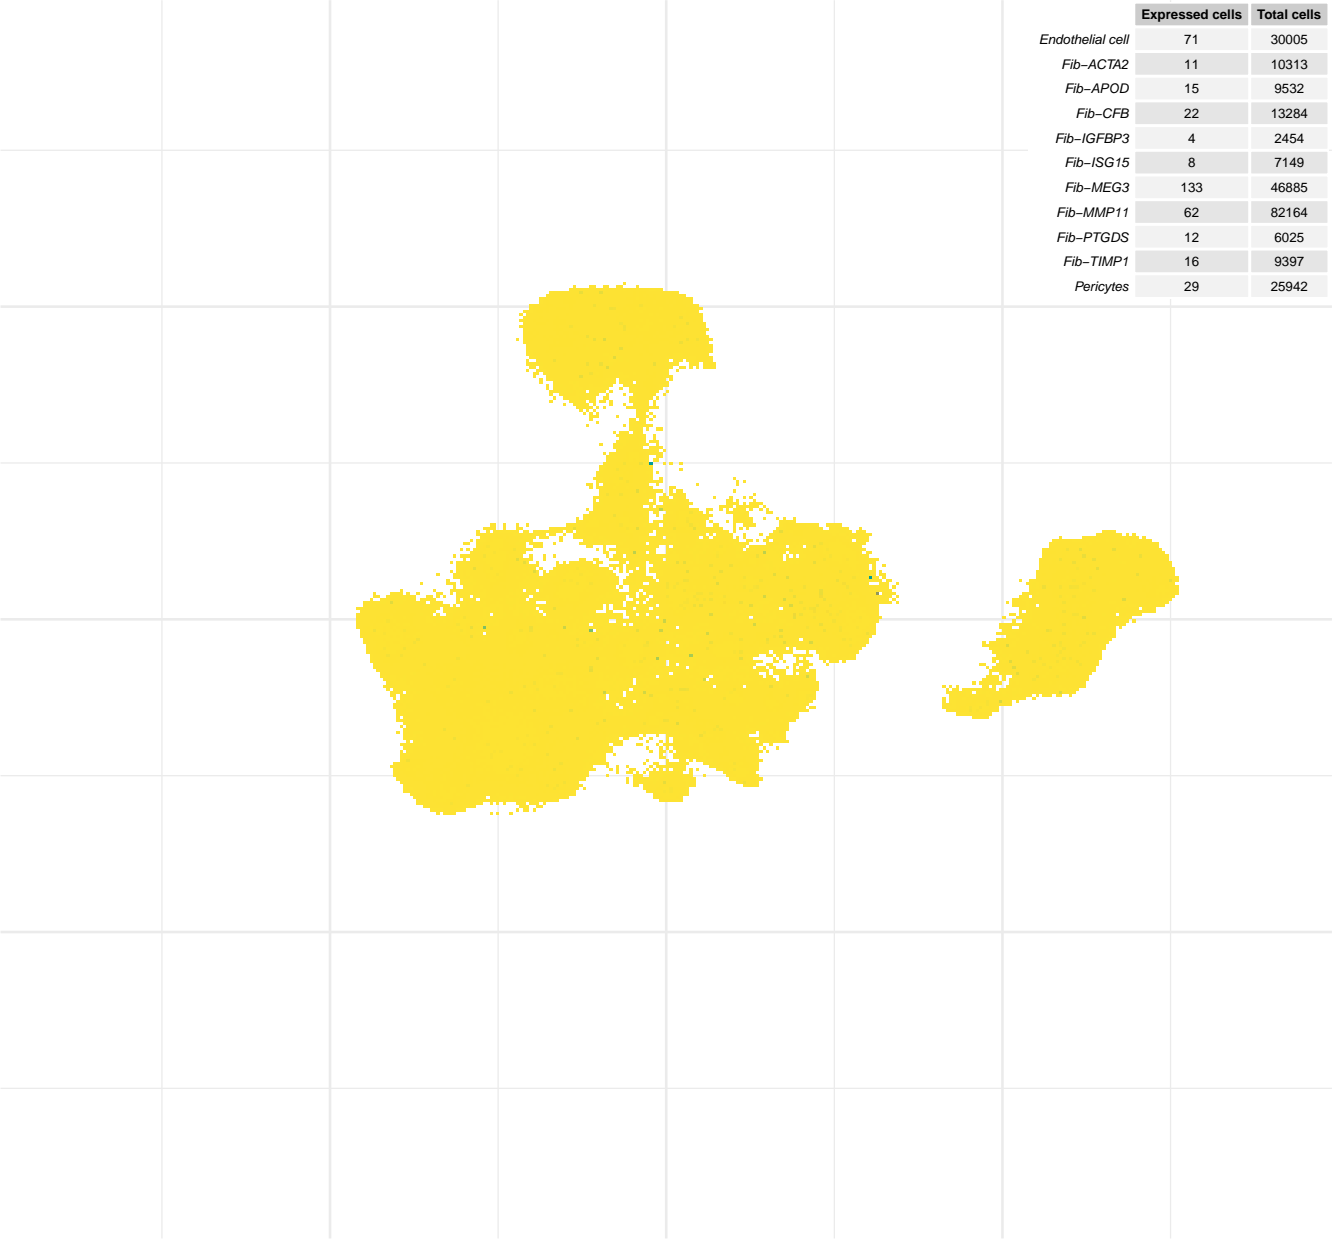 Expressed cells Total cells
Endothelial cell 71 30005
Fib−ACTA2 11 10313
Fib−APOD 15 9532
Fib−CFB 22 13284
Fib−IGFBP3 4 2454
Fib−ISG15 8 7149
Fib−MEG3 133 46885
Fib−MMP11 62 82164
Fib−PTGDS 12 6025
Fib−TIMP1 16 9397
Pericytes 29 25942